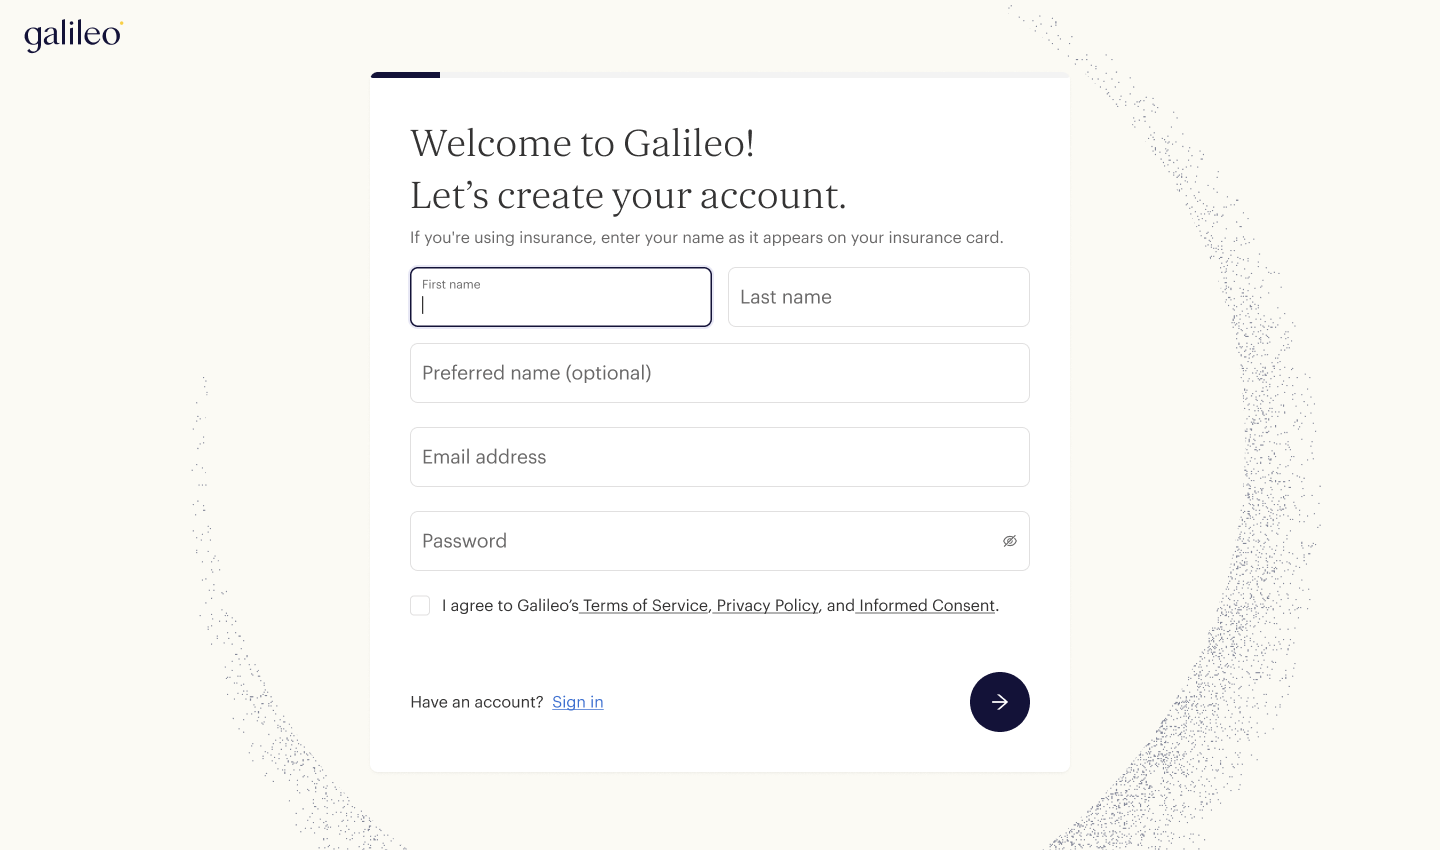 galileo
Welcome to Galileo!
Let’s create your account.
If you're using insurance, enter your name as it appears on your insurance card.
First name
Last name
Preferred name (optional)
Email address
Password
I agree to Galileo’s Terms of Service, Privacy Policy, and Informed Consent.
Have an account? Sign in